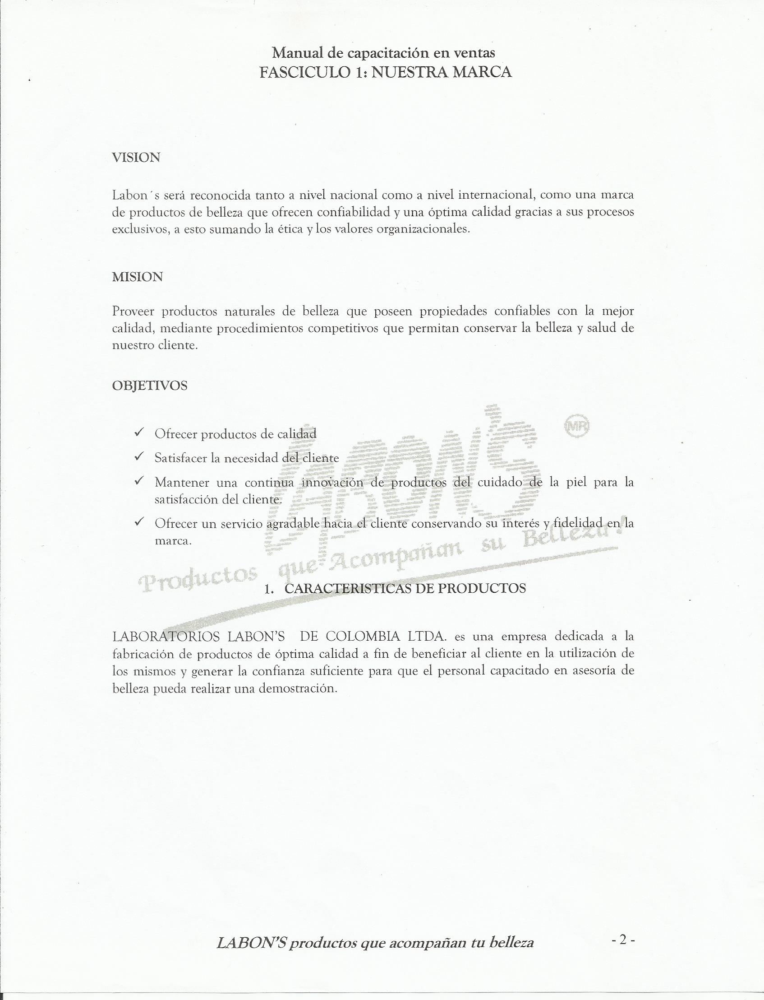 Manual de capacitación en ventas
FASCICULO 1: NUESTRA MARCA
VISION
Labon´s será reconocida tanto a nivel nacional como a nivel internacional, como una marca
de productos de belleza que ofrecen confiabilidad y una óptima calidad gracias a sus procesos
exclusivos, a esto sumando la ética y los valores organizacionales.
MISION
Proveer productos naturales de belleza que poseen propiedades confiables con la mejor
calidad, mediante procedimientos competitivos que permitan conservar la belleza y salud de
nuestro cliente.
OBJETIVOS
✓ Ofrecer productos de calidad
✓ Satisfacer la necesidad del cliente
✓ Mantener una continua innovación de productos del cuidado de la piel para la
satisfacción del cliente.
✓ Ofrecer un servicio agradable hacia el cliente conservando su interés y fidelidad en la
marca.
LABON'S MR
Productos que Acompañan su Belleza!
1. CARACTERISTICAS DE PRODUCTOS
LABORATORIOS LABON'S DE COLOMBIA LTDA. es una empresa dedicada a la
fabricación de productos de óptima calidad a fin de beneficiar al cliente en la utilización de
los mismos y generar la confianza suficiente para que el personal capacitado en asesoría de
belleza pueda realizar una demostración.
LABON'S productos que acompañan tu belleza
- 2 -